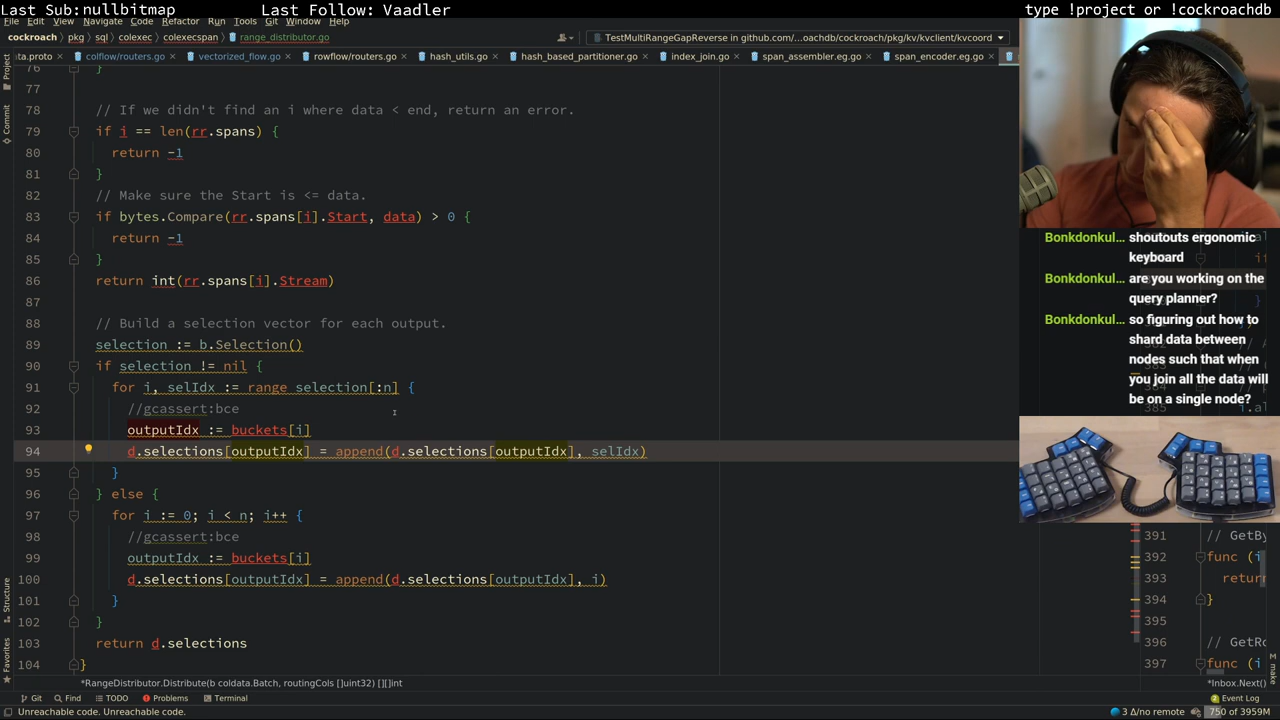 Last Sub:nullbitmap
Last Follow: Vaadler
type !project or !cockroachdb
File Edit View Navigate Code Refactor Run Tools Git Window Help
cockroach pkg sql colexec colexecspan range_distributor.go
TestMultiRangeGapReverse in github.com/...oachdb/cockroach/pkg/kv/kvclient/kvcoord
ta.proto colflow/routers.go vectorized_flow.go rowflow/routers.go hash_utils.go hash_based_partitioner.go index_join.go span_assembler.eg.go span_encoder.eg.go
76 }
77
78 // If we didn't find an i where data < end, return an error.
79 if i == len(rr.spans) {
80 return -1
81 }
82 // Make sure the Start is <= data.
83 if bytes.Compare(rr.spans[i].Start, data) > 0 {
84 return -1
85 }
86 return int(rr.spans[i].Stream)
87
88 // Build a selection vector for each output.
89 selection := b.Selection()
90 if selection != nil {
91 for i, selIdx := range selection[:n] {
92 //gcassert:bce
93 outputIdx := buckets[i]
94 d.selections[outputIdx] = append(d.selections[outputIdx], selIdx)
95 }
96 } else {
97 for i := 0; i < n; i++ {
98 //gcassert:bce
99 outputIdx := buckets[i]
100 d.selections[outputIdx] = append(d.selections[outputIdx], i)
101 }
102 }
103 return d.selections
104 }
*RangeDistributor.Distribute(b coldata.Batch, routingCols []uint32) [][]int
Project
Commit
Structure
Favorites
Bonkdonkul... shoutouts ergonomic
keyboard
Bonkdonkul... are you working on the
query planner?
Bonkdonkul... so figuring out how to
shard data between
nodes such that when
you join all the data will
be on a single node?
391 // GetBy
392 func (i
393 return
394 }
395
396 // GetRo
397 func (i
*Inbox.Next()
make
Git Find TODO Problems Terminal
Event Log
Unreachable code. Unreachable code.
3 Δ/no remote
750 of 3959M